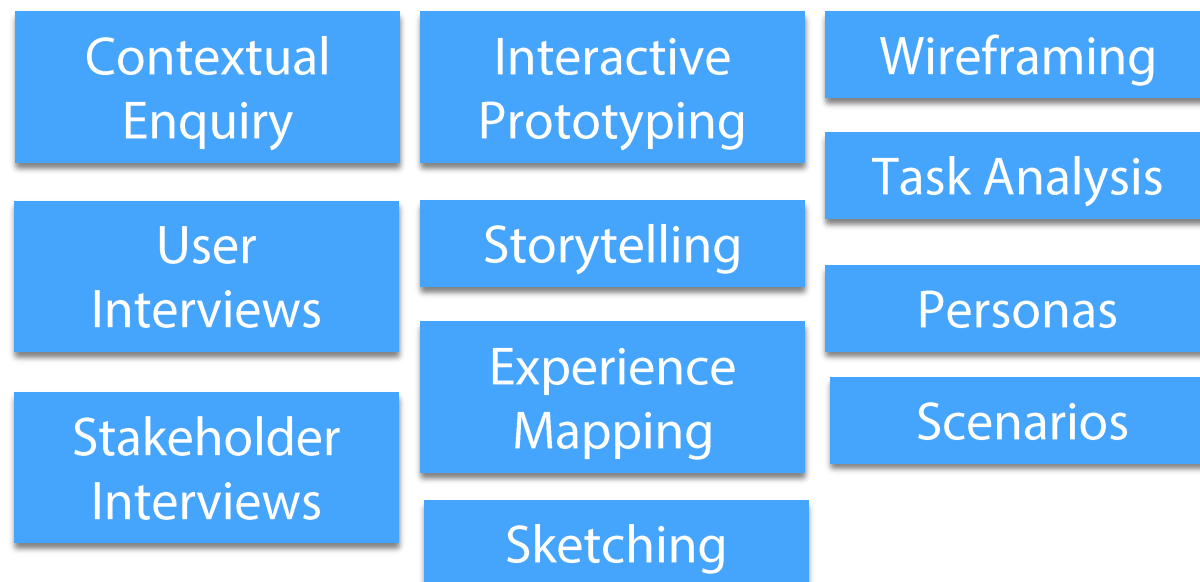 Contextual
Enquiry
User
Interviews
Stakeholder
Interviews
Interactive
Prototyping
Storytelling
Experience
Mapping
Sketching
Wireframing
Task Analysis
Personas
Scenarios